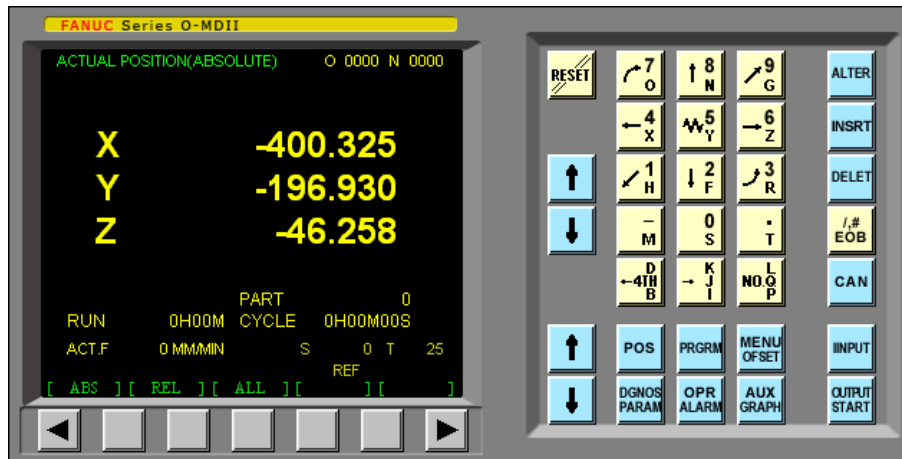 FANUC Series O-MDII
ACTUAL POSITION(ABSOLUTE) O 0000 N 0000
X -400.325
Y -196.930
Z -46.258
PART 0
RUN 0H00M CYCLE 0H00M00S
ACT.F 0 MM/MIN S 0 T 25
REF
[ ABS ] [ REL ] [ ALL ] [ ] [ ]
RESET
7 O
8 N
9 G
ALTER
4 X
5 Y
6 Z
INSRT
1 H
2 F
3 R
DELET
− M
0 S
. T
/,# EOB
D
←4TH
B
K
J
I
L
NO.Q
P
CAN
POS
PRGRM
MENU
OFSET
IINPUT
DGNOS
PARAM
OPR
ALARM
AUX
GRAPH
OUTPUT
START